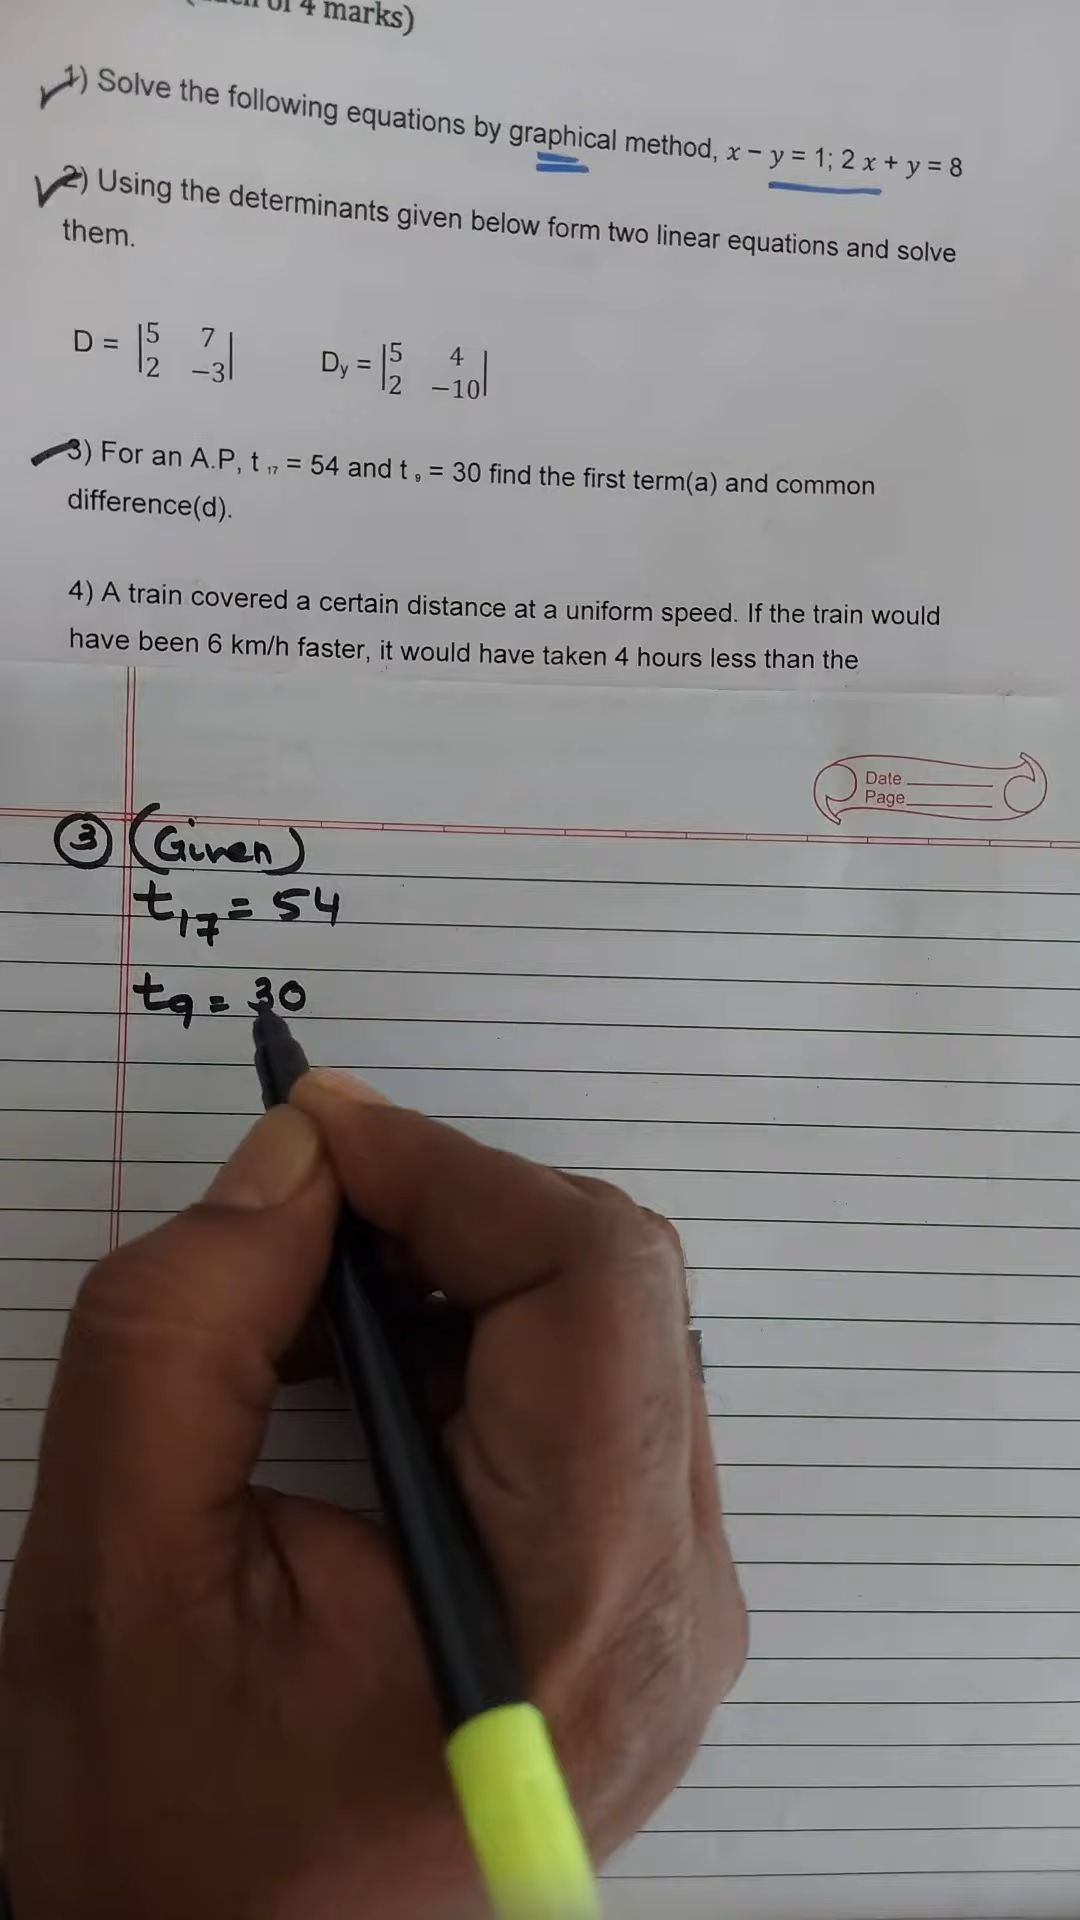 of 4 marks)
1) Solve the following equations by graphical method, x − y = 1; 2 x + y = 8
2) Using the determinants given below form two linear equations and solve
them.
D = |5 7| Dy = |5 4|
|2 −3| |2 −10|
3) For an A.P, t 17 = 54 and t 9 = 30 find the first term(a) and common
difference(d).
4) A train covered a certain distance at a uniform speed. If the train would
have been 6 km/h faster, it would have taken 4 hours less than the
Date
Page
3 (Given)
t17 = 54
t9 = 30